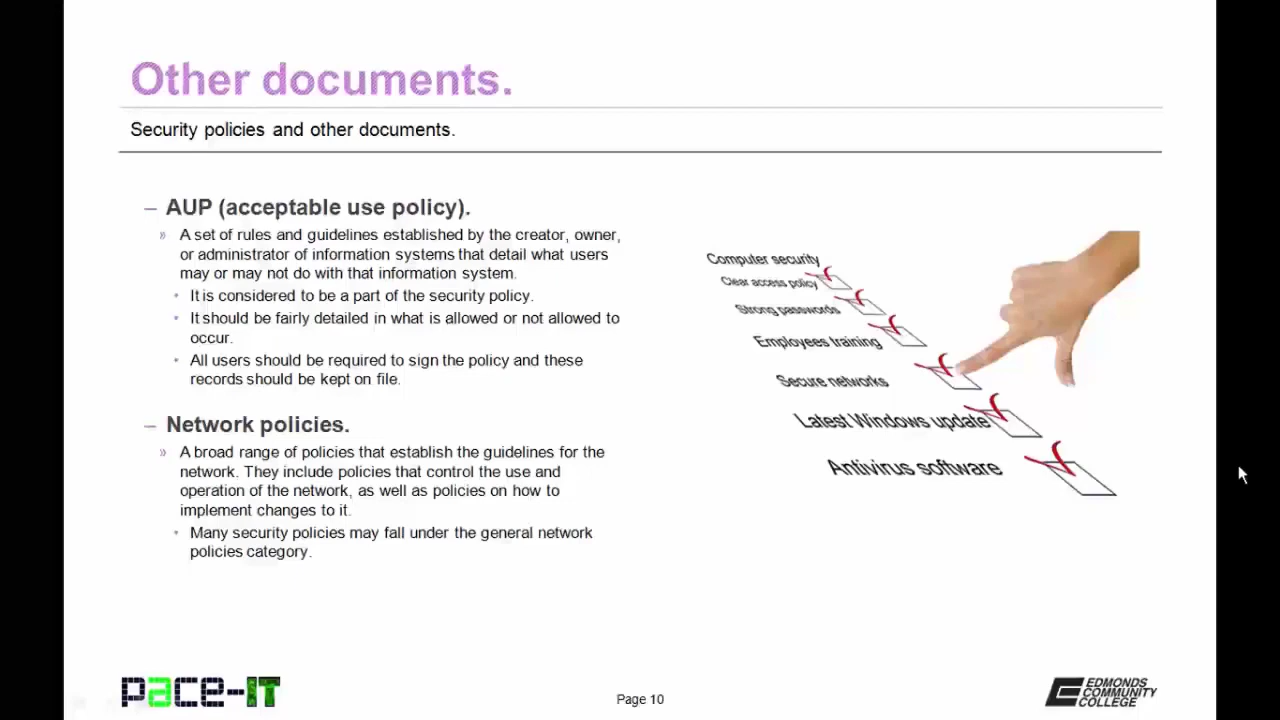 Other documents.
Security policies and other documents.
– AUP (acceptable use policy).
» A set of rules and guidelines established by the creator, owner,
or administrator of information systems that detail what users
may or may not do with that information system.
• It is considered to be a part of the security policy.
• It should be fairly detailed in what is allowed or not allowed to
occur.
• All users should be required to sign the policy and these
records should be kept on file.
– Network policies.
» A broad range of policies that establish the guidelines for the
network. They include policies that control the use and
operation of the network, as well as policies on how to
implement changes to it.
• Many security policies may fall under the general network
policies category.
Computer security
Clear access policy
Strong passwords
Employees training
Secure networks
Latest Windows update
Antivirus software
pace-IT
Page 10
EDMONDS
COMMUNITY
COLLEGE